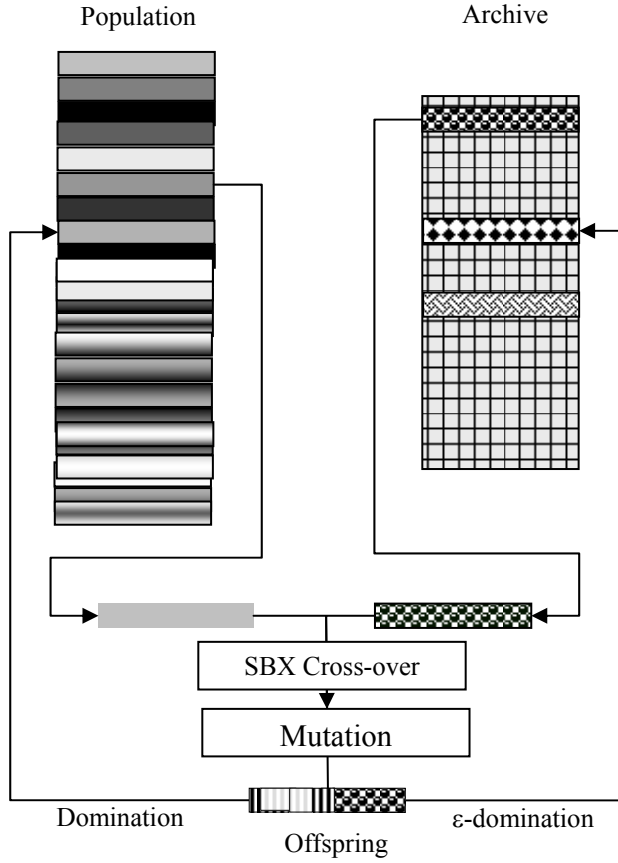 Population
Archive
SBX Cross-over
Mutation
Domination
ε-domination
Offspring